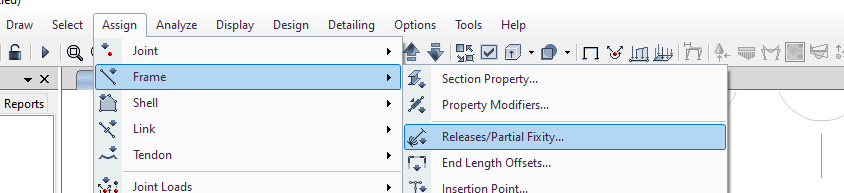 Draw Select Assign Analyze Display Design Detailing Options Tools Help
Joint
Frame
Shell
Link
Tendon
Joint Loads
Section Property...
Property Modifiers...
Releases/Partial Fixity...
End Length Offsets...
Insertion Point...
Reports